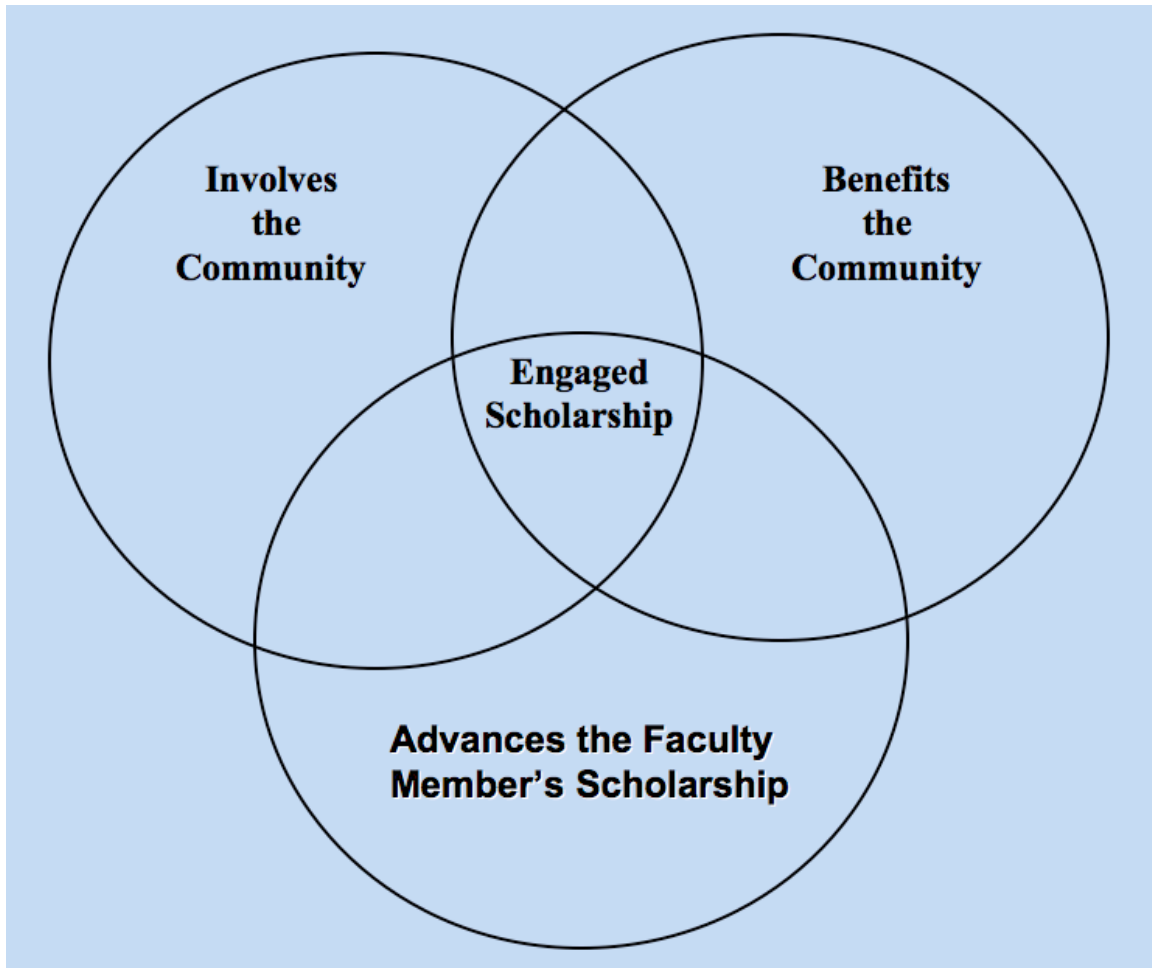 Involves
the
Community
Benefits
the
Community
Engaged
Scholarship
Advances the Faculty
Member’s Scholarship